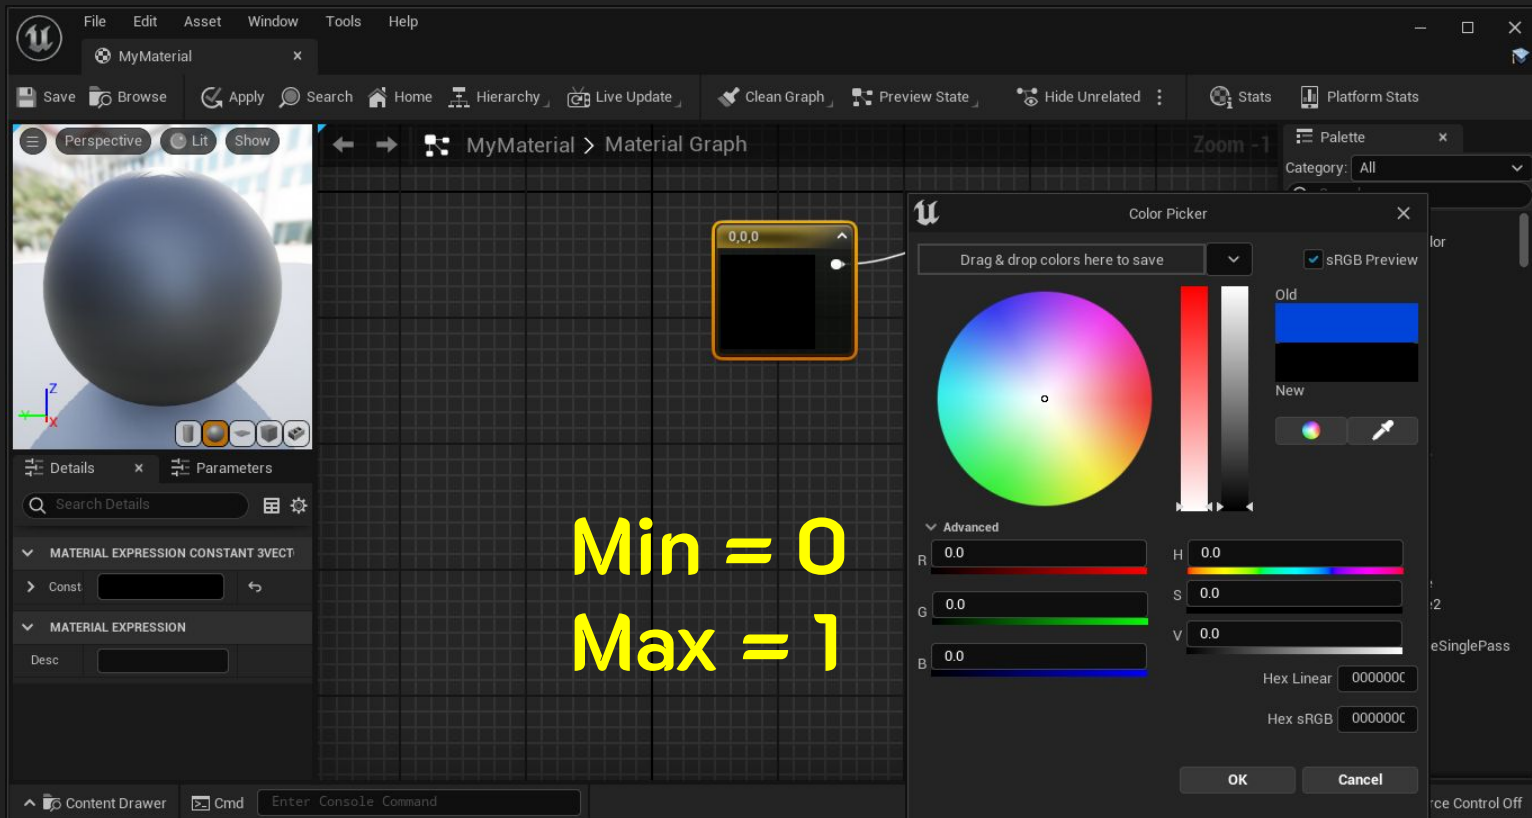 File Edit Asset Window Tools Help
MyMaterial
Save Browse Apply Search Home Hierarchy Live Update Clean Graph Preview State Hide Unrelated Stats Platform Stats
Perspective Lit Show
MyMaterial > Material Graph
Zoom -1
Palette
Category: All
0,0,0
Color Picker
Drag & drop colors here to save
sRGB Preview
Old
New
lor
Z
Y
X
Details Parameters
Search Details
MATERIAL EXPRESSION CONSTANT 3VECT
Const
MATERIAL EXPRESSION
Desc
Min = 0
Max = 1
Advanced
R 0.0
G 0.0
B 0.0
H 0.0
S 0.0
V 0.0
Hex Linear 0000000
Hex sRGB 0000000
eSinglePass
OK Cancel
Content Drawer Cmd Enter Console Command
rce Control Off